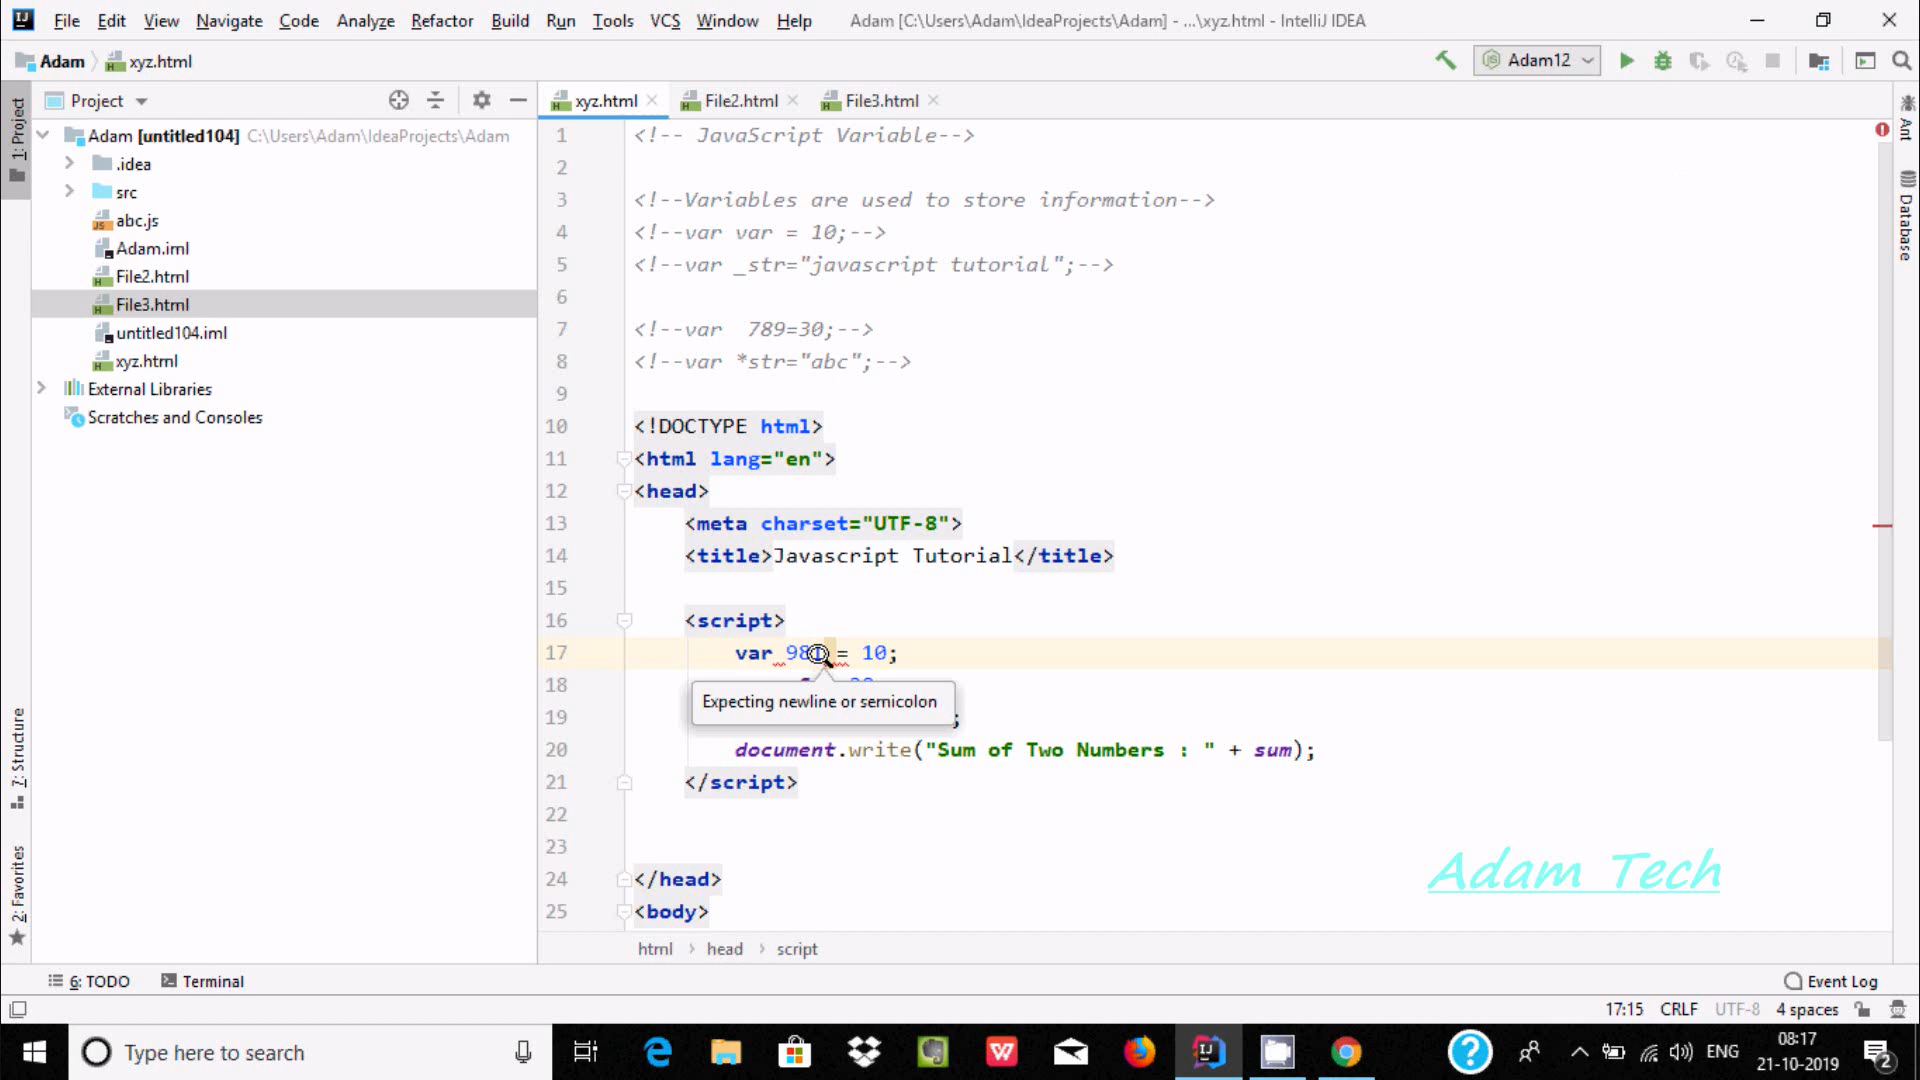 File Edit View Navigate Code Analyze Refactor Build Run Tools VCS Window Help Adam [C:\Users\Adam\IdeaProjects\Adam] - ...\xyz.html - IntelliJ IDEA
Adam xyz.html Adam12
Project xyz.html File2.html File3.html
1: Project
7: Structure
2: Favorites
Adam [untitled104] C:\Users\Adam\IdeaProjects\Adam
.idea
src
abc.js
Adam.iml
File2.html
File3.html
untitled104.iml
xyz.html
External Libraries
Scratches and Consoles
1 <!-- JavaScript Variable-->
2
3 <!--Variables are used to store information-->
4 <!--var var = 10;-->
5 <!--var _str="javascript tutorial";-->
6
7 <!--var  789=30;-->
8 <!--var *str="abc";-->
9
10 <!DOCTYPE html>
11 <html lang="en">
12 <head>
13 <meta charset="UTF-8">
14 <title>Javascript Tutorial</title>
15
16 <script>
17 var = 10;
18
Expecting newline or semicolon
19 ;
20 document.write("Sum of Two Numbers : " + sum);
21 </script>
22
23
24 </head>
25 <body>
Adam Tech
html head script
Ant
Database
6: TODO Terminal Event Log
17:15 CRLF UTF-8 4 spaces
Type here to search
ENG
08:17
21-10-2019
2